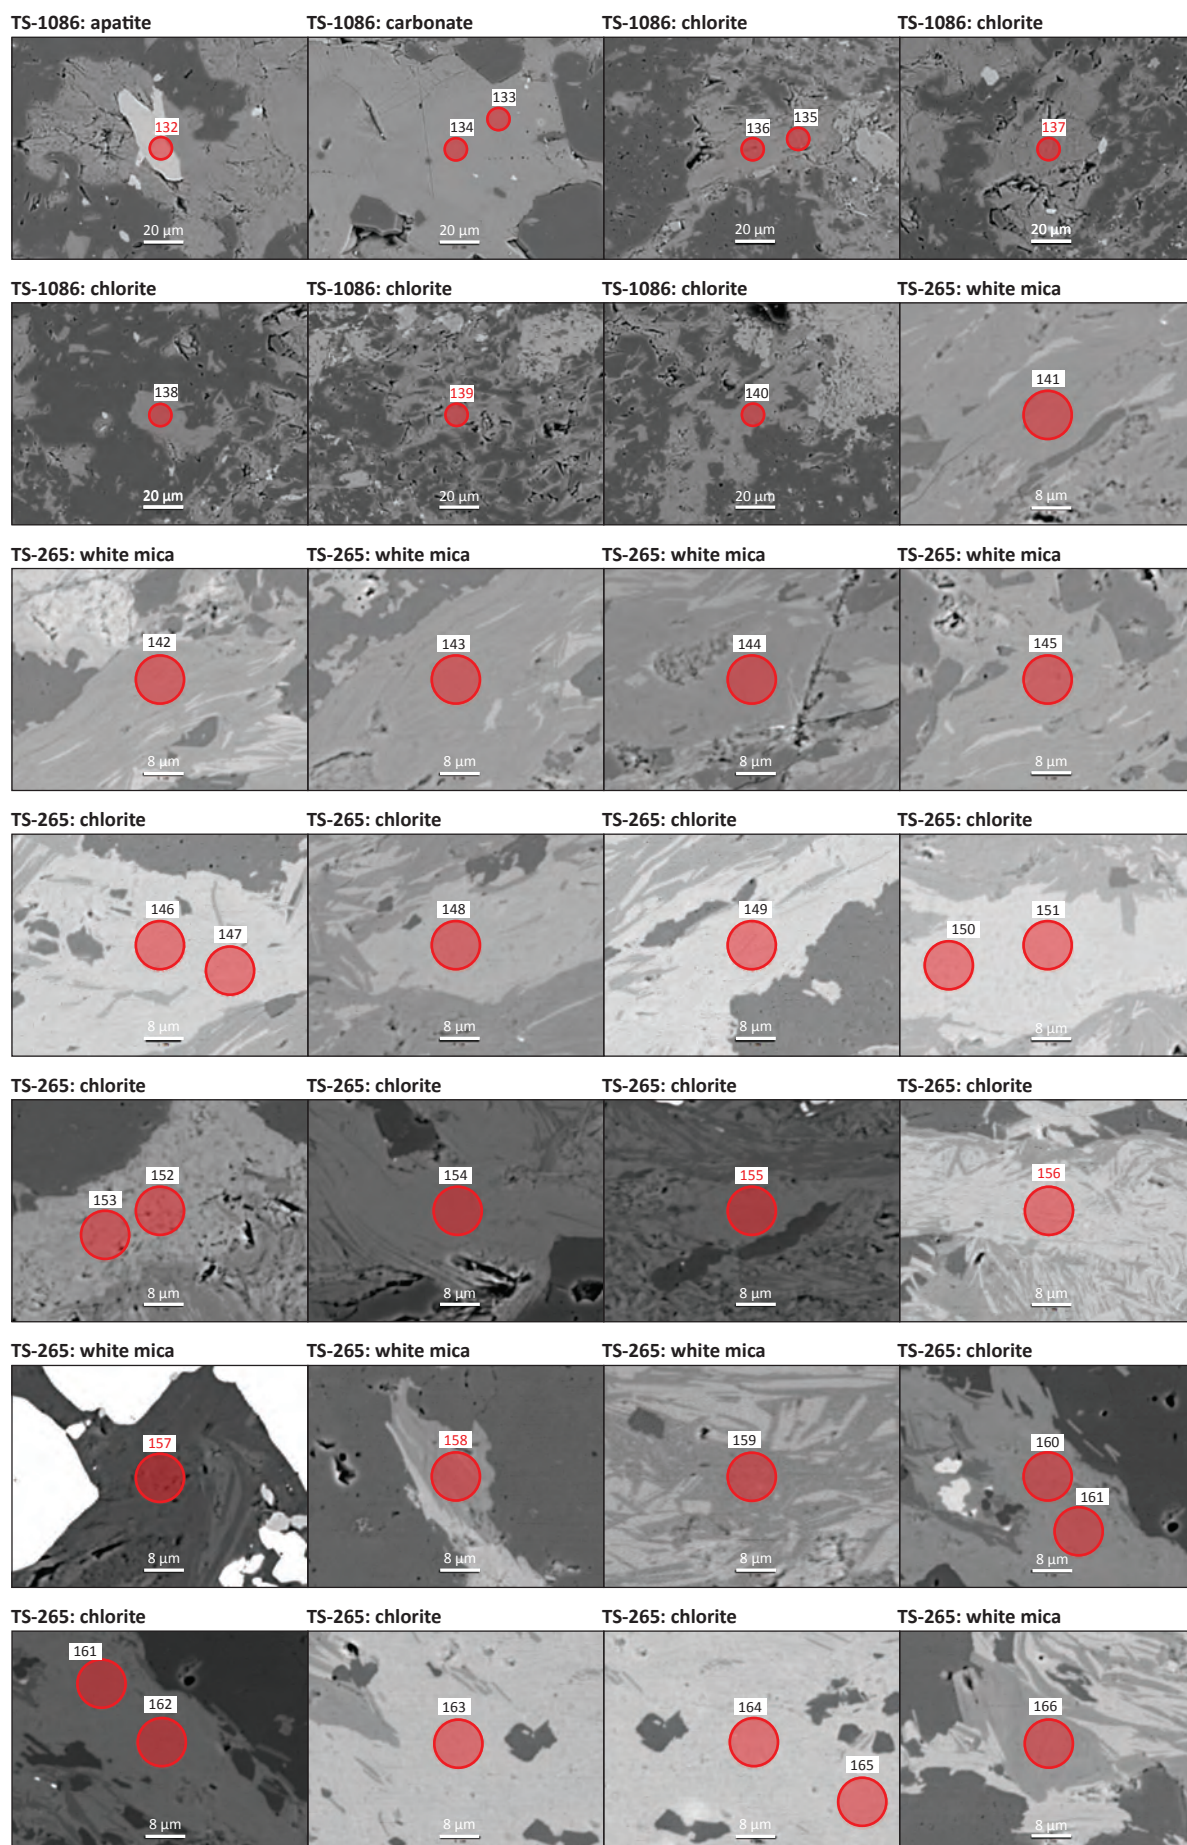 TS-1086: apatite TS-1086: carbonate TS-1086: chlorite TS-1086: chlorite
132 134 133 136 135 137
20 µm 20 µm 20 µm 20 µm
TS-1086: chlorite TS-1086: chlorite TS-1086: chlorite TS-265: white mica
138 139 140 141
20 µm 20 µm 20 µm 8 µm
TS-265: white mica TS-265: white mica TS-265: white mica TS-265: white mica
142 143 144 145
8 µm 8 µm 8 µm 8 µm
TS-265: chlorite TS-265: chlorite TS-265: chlorite TS-265: chlorite
146 147 148 149 150 151
8 µm 8 µm 8 µm 8 µm
TS-265: chlorite TS-265: chlorite TS-265: chlorite TS-265: chlorite
153 152 154 155 156
8 µm 8 µm 8 µm 8 µm
TS-265: white mica TS-265: white mica TS-265: white mica TS-265: chlorite
157 158 159 160 161
8 µm 8 µm 8 µm 8 µm
TS-265: chlorite TS-265: chlorite TS-265: chlorite TS-265: white mica
161 162 163 164 165 166
8 µm 8 µm 8 µm 8 µm